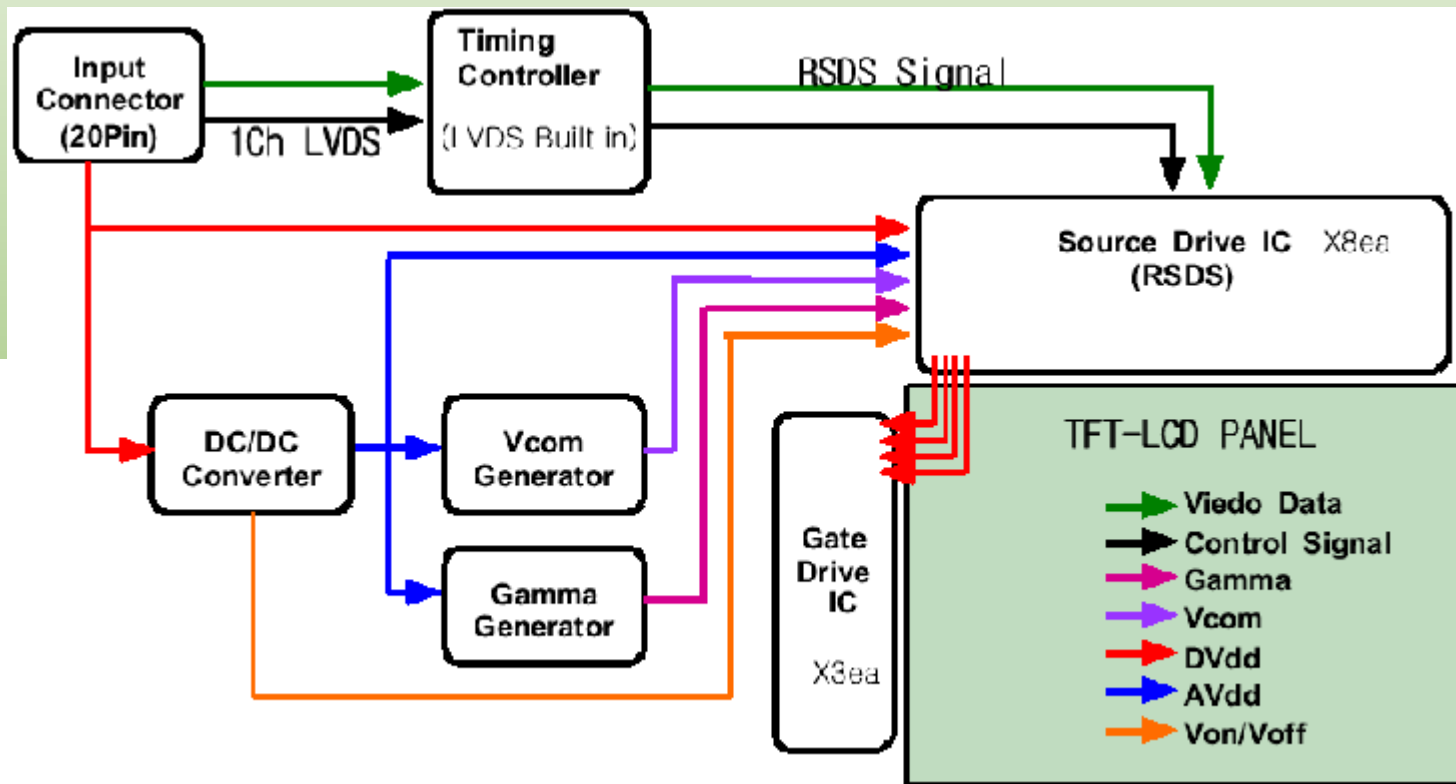 Input
Connector
(20Pin)
1Ch LVDS
Timing
Controller
(LVDS Built in)
RSDS Signal
Source Drive IC X8ea
(RSDS)
DC/DC
Converter
Vcom
Generator
Gamma
Generator
Gate
Drive
IC
X3ea
TFT-LCD PANEL
Viedo Data
Control Signal
Gamma
Vcom
DVdd
AVdd
Von/Voff